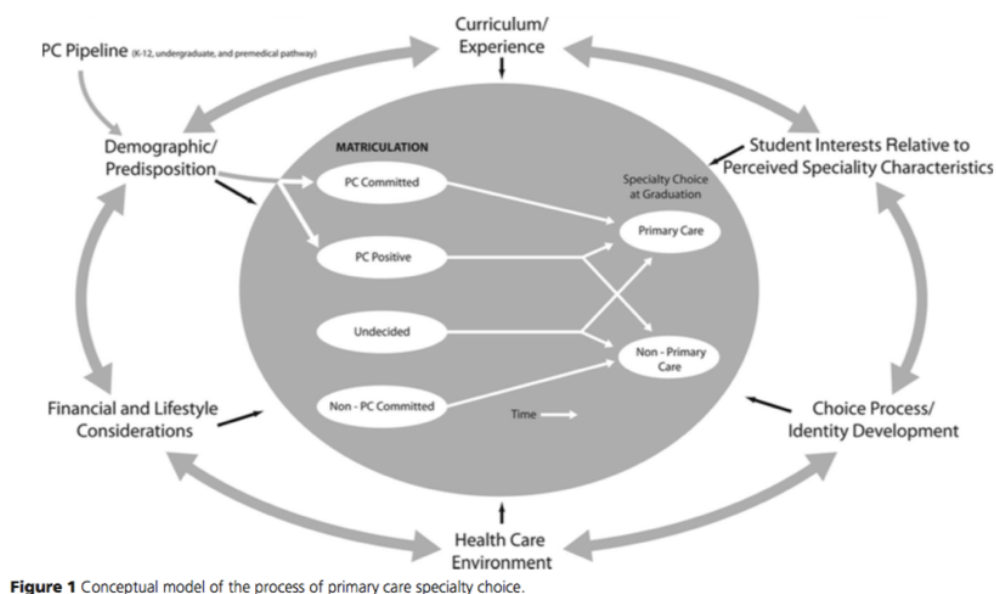 Curriculum/
Experience
PC Pipeline (K-12, undergraduate, and premedical pathway)
Demographic/
Predisposition
Student Interests Relative to
Perceived Speciality Characteristics
MATRICULATION
PC Committed
Specialty Choice
at Graduation
Primary Care
PC Positive
Undecided
Non - Primary
Care
Non - PC Committed
Time
Financial and Lifestyle
Considerations
Choice Process/
Identity Development
Health Care
Environment
Figure 1 Conceptual model of the process of primary care specialty choice.